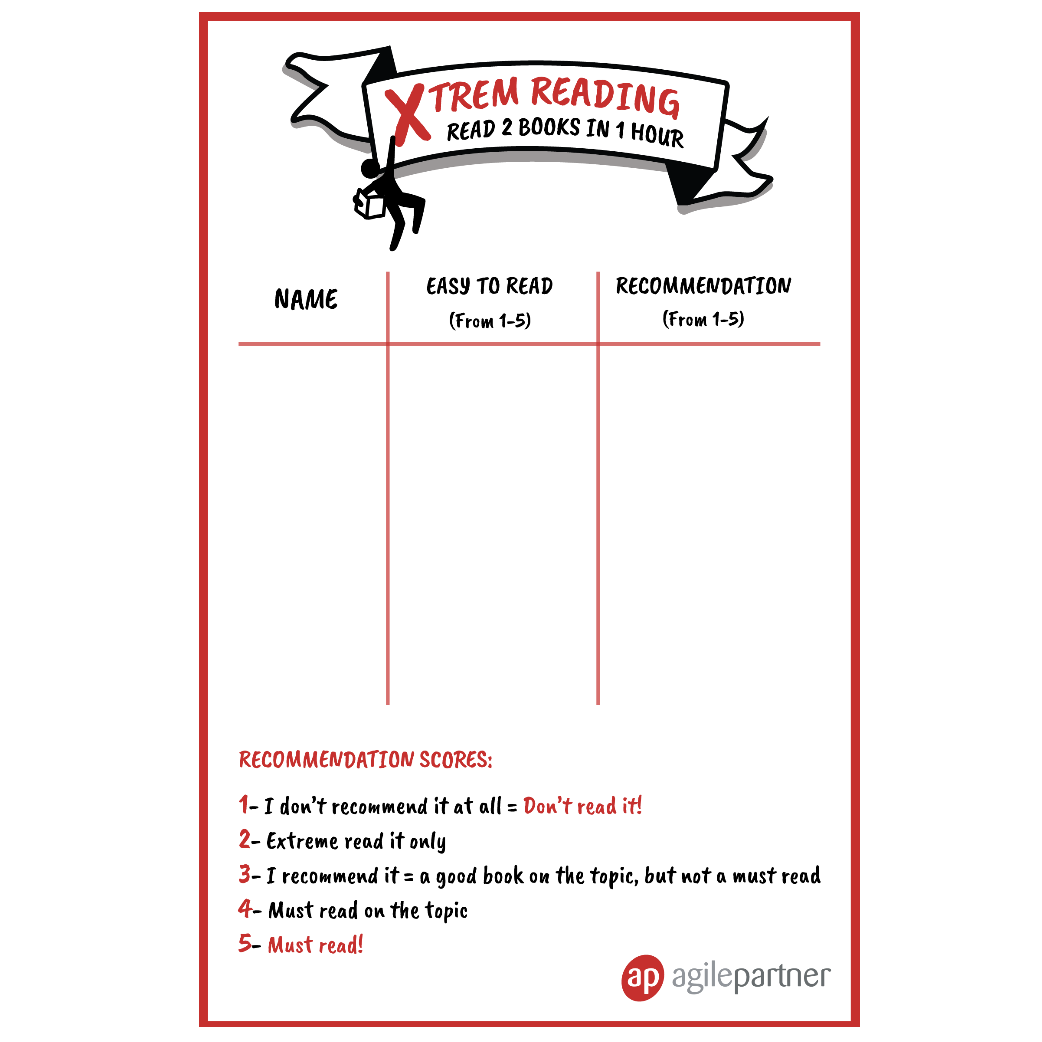 XTREM READING
READ 2 BOOKS IN 1 HOUR
NAME
EASY TO READ
(From 1-5)
RECOMMENDATION
(From 1-5)
RECOMMENDATION SCORES:
1- I don't recommend it at all = Don't read it!
2- Extreme read it only
3- I recommend it = a good book on the topic, but not a must read
4- Must read on the topic
5- Must read!
ap agilepartner